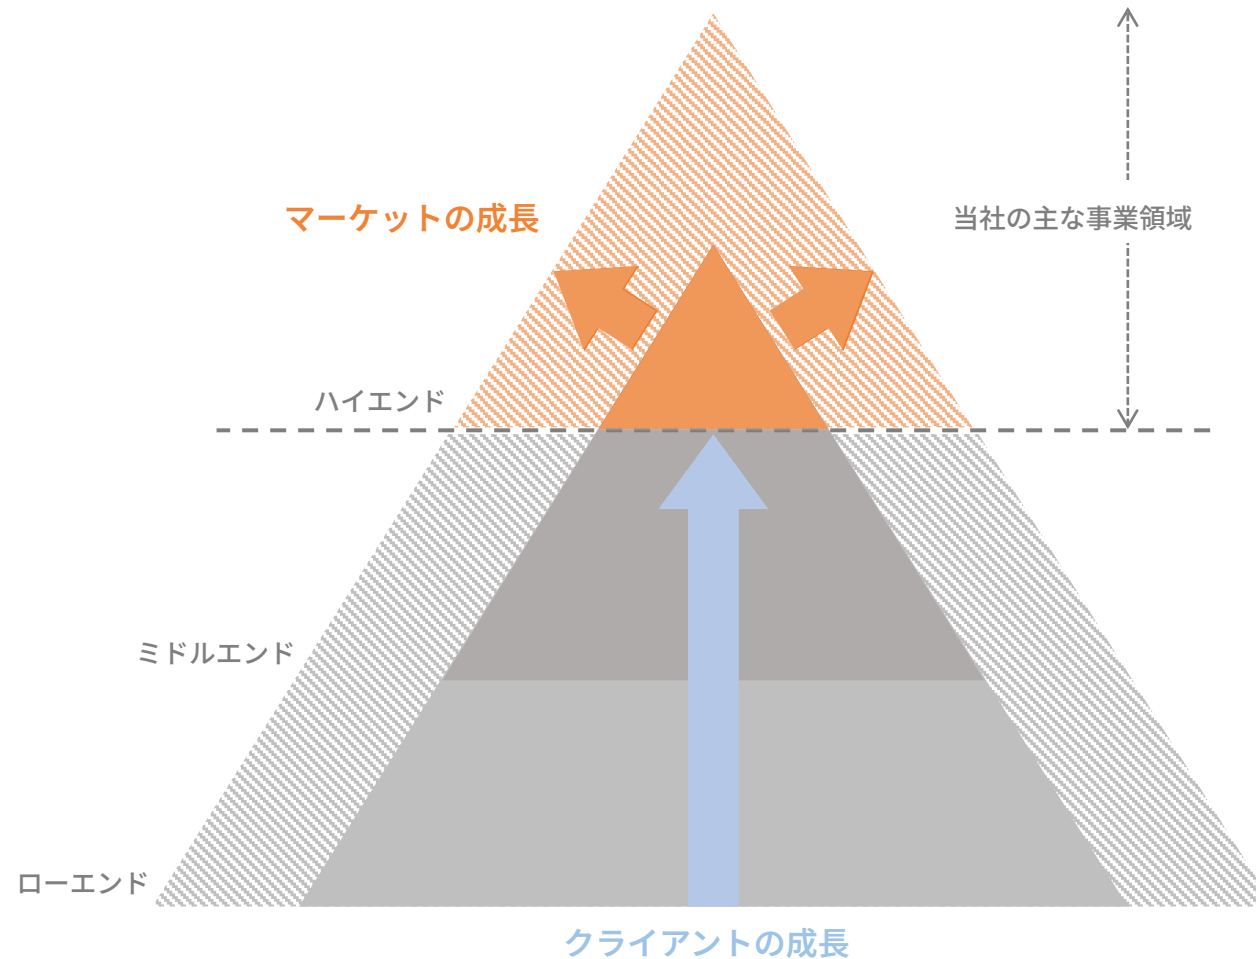 マーケットの成長
当社の主な事業領域
ハイエンド
ミドルエンド
ローエンド
クライアントの成長